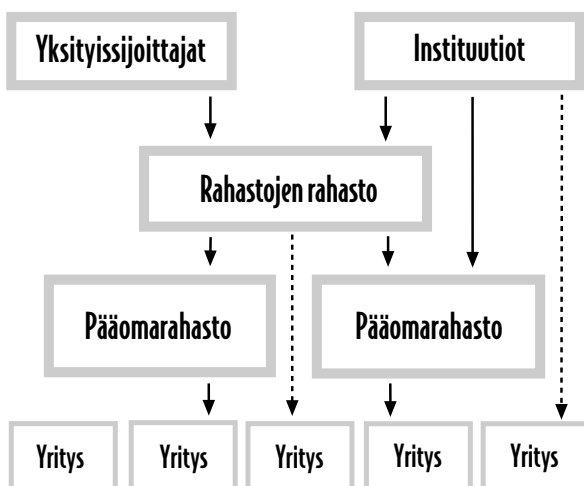 Yksityissijoittajat
Instituutiot
Rahastojen rahasto
Pääomarahasto
Pääomarahasto
Yritys
Yritys
Yritys
Yritys
Yritys